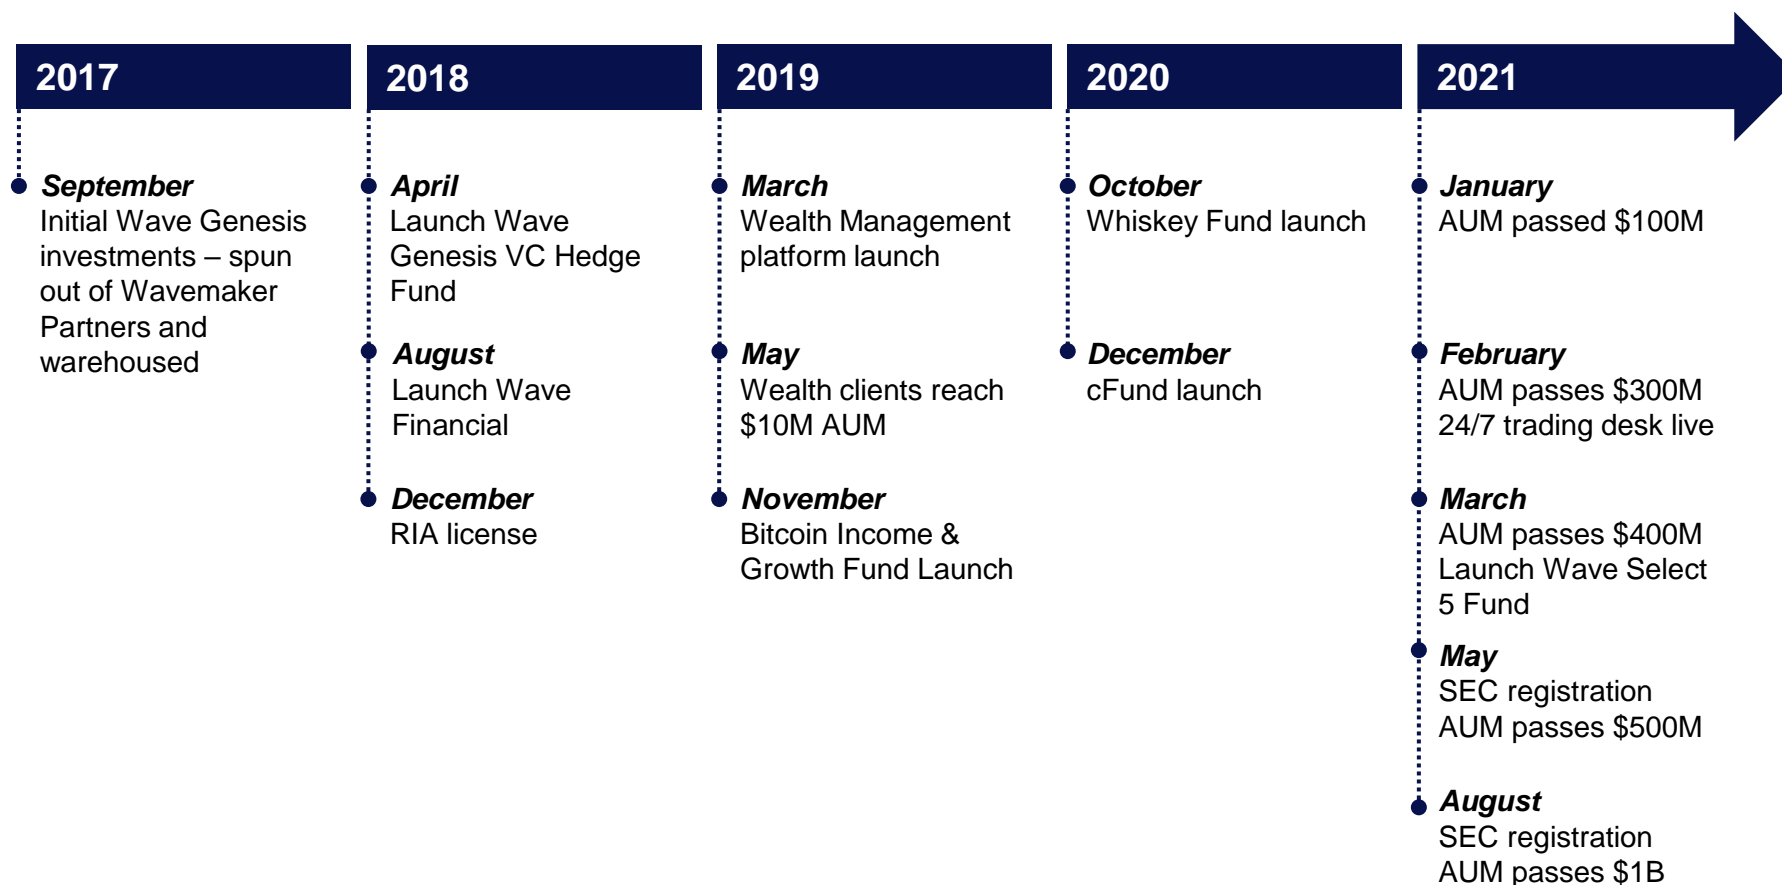 2017
September
Initial Wave Genesis
investments – spun
out of Wavemaker
Partners and
warehoused
2018
April
Launch Wave
Genesis VC Hedge
Fund
August
Launch Wave
Financial
December
RIA license
2019
March
Wealth Management
platform launch
May
Wealth clients reach
$10M AUM
November
Bitcoin Income &
Growth Fund Launch
2020
October
Whiskey Fund launch
December
cFund launch
2021
January
AUM passed $100M
February
AUM passes $300M
24/7 trading desk live
March
AUM passes $400M
Launch Wave Select
5 Fund
May
SEC registration
AUM passes $500M
August
SEC registration
AUM passes $1B